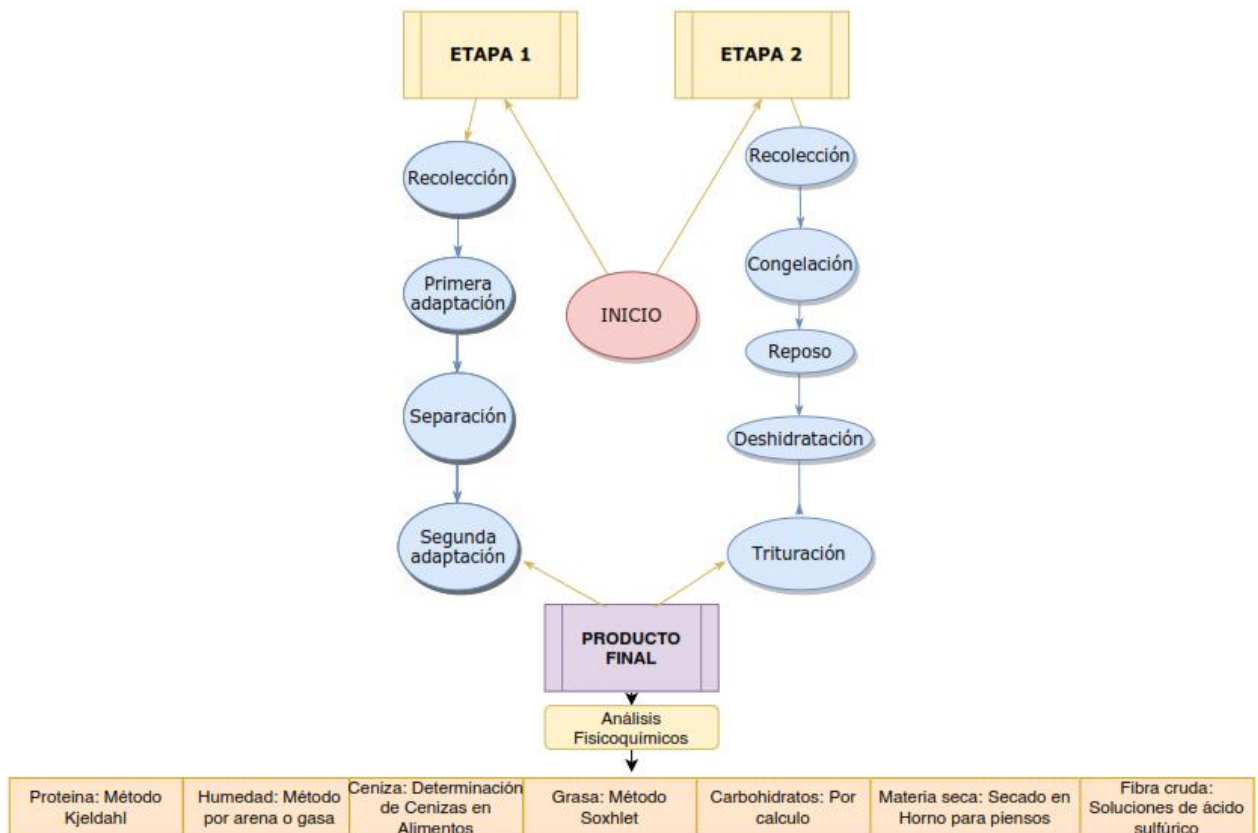 ETAPA 1
ETAPA 2
Recolección
Primera
adaptación
Separación
Segunda
adaptación
INICIO
Recolección
Congelación
Reposo
Deshidratación
Trituración
PRODUCTO
FINAL
Análisis
Fisicoquímicos
Proteina: Método
Kjeldahl
Humedad: Método
por arena o gasa
Ceniza: Determinación
de Cenizas en
Alimentos
Grasa: Método
Soxhlet
Carbohidratos: Por
calculo
Materia seca: Secado en
Horno para piensos
Fibra cruda:
Soluciones de ácido
sulfúrico